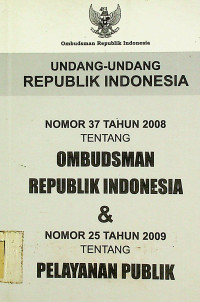 Ombudsman Republik Indonesia
UNDANG-UNDANG
REPUBLIK INDONESIA
NOMOR 37 TAHUN 2008
TENTANG
OMBUDSMAN
REPUBLIK INDONESIA
&
NOMOR 25 TAHUN 2009
TENTANG
PELAYANAN PUBLIK